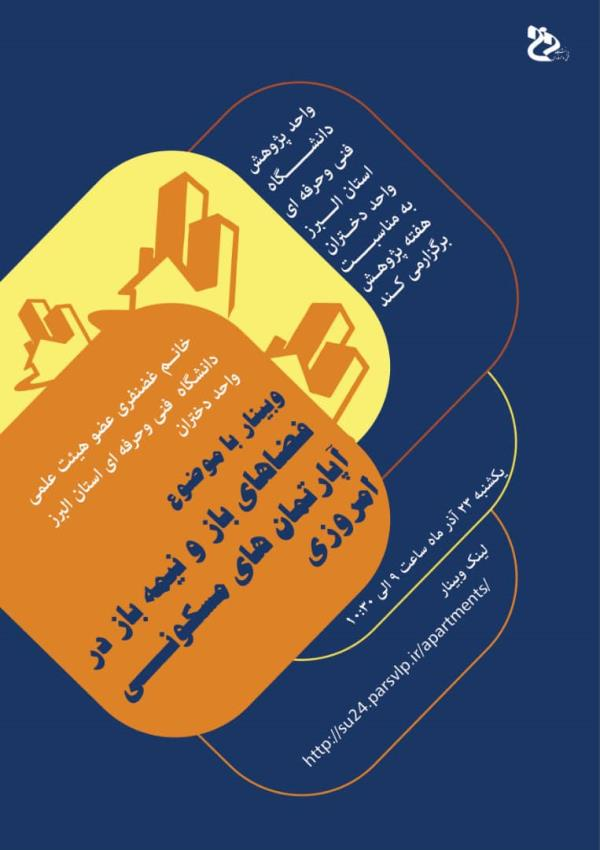 واحد پژوهش
دانشگاه
فنی وحرفه ای
استان البرز
واحد دختران
به مناسبت
هفته پژوهش
برگزارمی کند
خانم غضنفری عضو هیئت علمی
دانشگاه فنی وحرفه ای استان البرز
واحد دختران
وبینار با موضوع
فضاهای باز و نیمه باز در
آپارتمان های مسکونی
امروزی
یکشنبه ۲۳ آذر ماه ساعت ۹ الی ۱۰:۳۰
لینک وبینار
http://su24.parsvlp.ir/apartments/